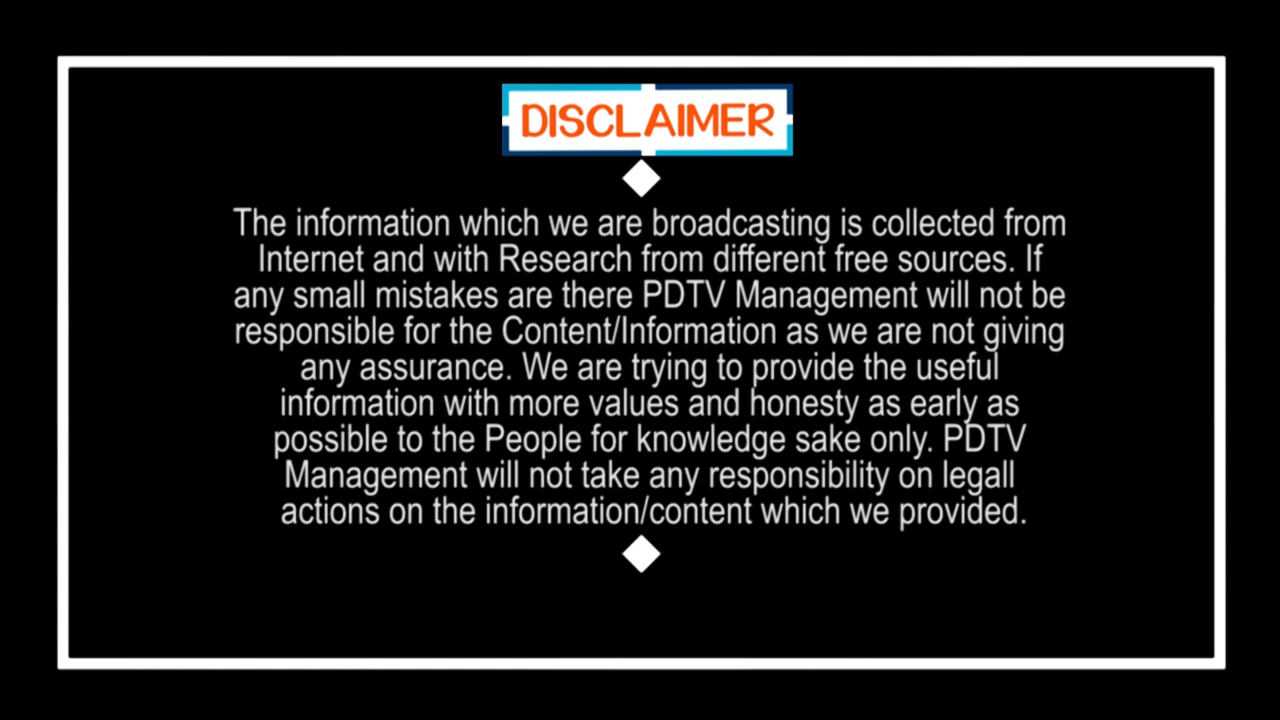 DISCLAIMER
The information which we are broadcasting is collected from
Internet and with Research from different free sources. If
any small mistakes are there PDTV Management will not be
responsible for the Content/Information as we are not giving
any assurance. We are trying to provide the useful
information with more values and honesty as early as
possible to the People for knowledge sake only. PDTV
Management will not take any responsibility on legall
actions on the information/content which we provided.